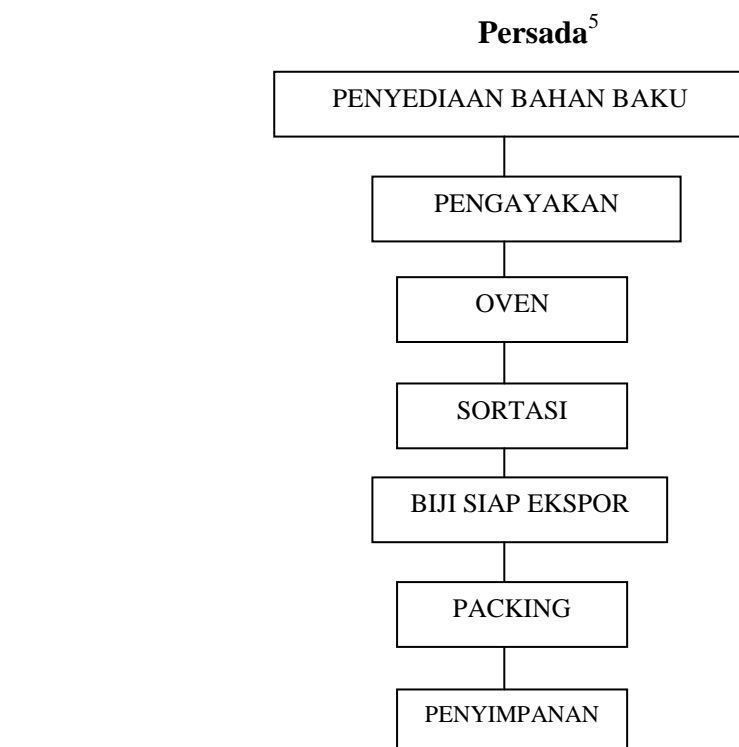 Persada5
PENYEDIAAN BAHAN BAKU
PENGAYAKAN
OVEN
SORTASI
BIJI SIAP EKSPOR
PACKING
PENYIMPANAN